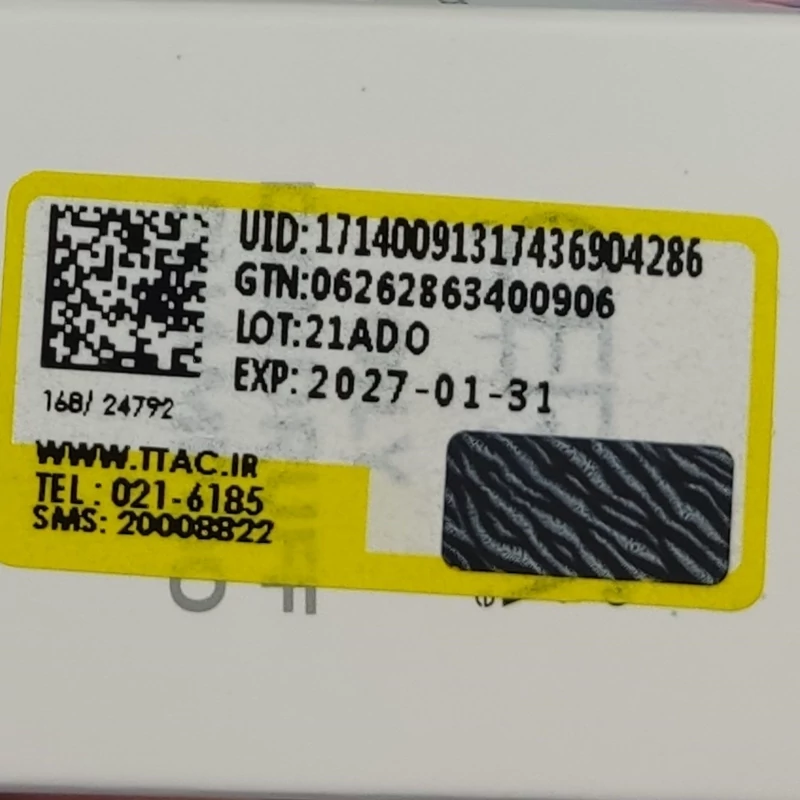 UID:17140091317436904286
GTN:06262863400906
LOT:21ADO
EXP: 2027-01-31
168/ 24792
WWW.TTAC.IR
TEL : 021-6185
SMS: 20008822